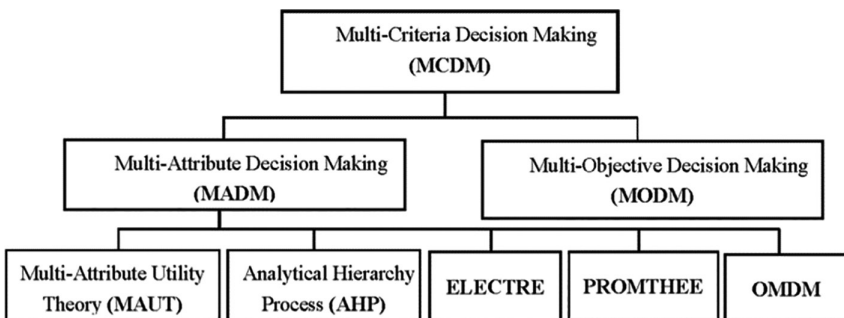 Multi-Criteria Decision Making
(MCDM)
Multi-Attribute Decision Making
(MADM)
Multi-Objective Decision Making
(MODM)
Multi-Attribute Utility
Theory (MAUT)
Analytical Hierarchy
Process (AHP)
ELECTRE
PROMTHEE
OMDM